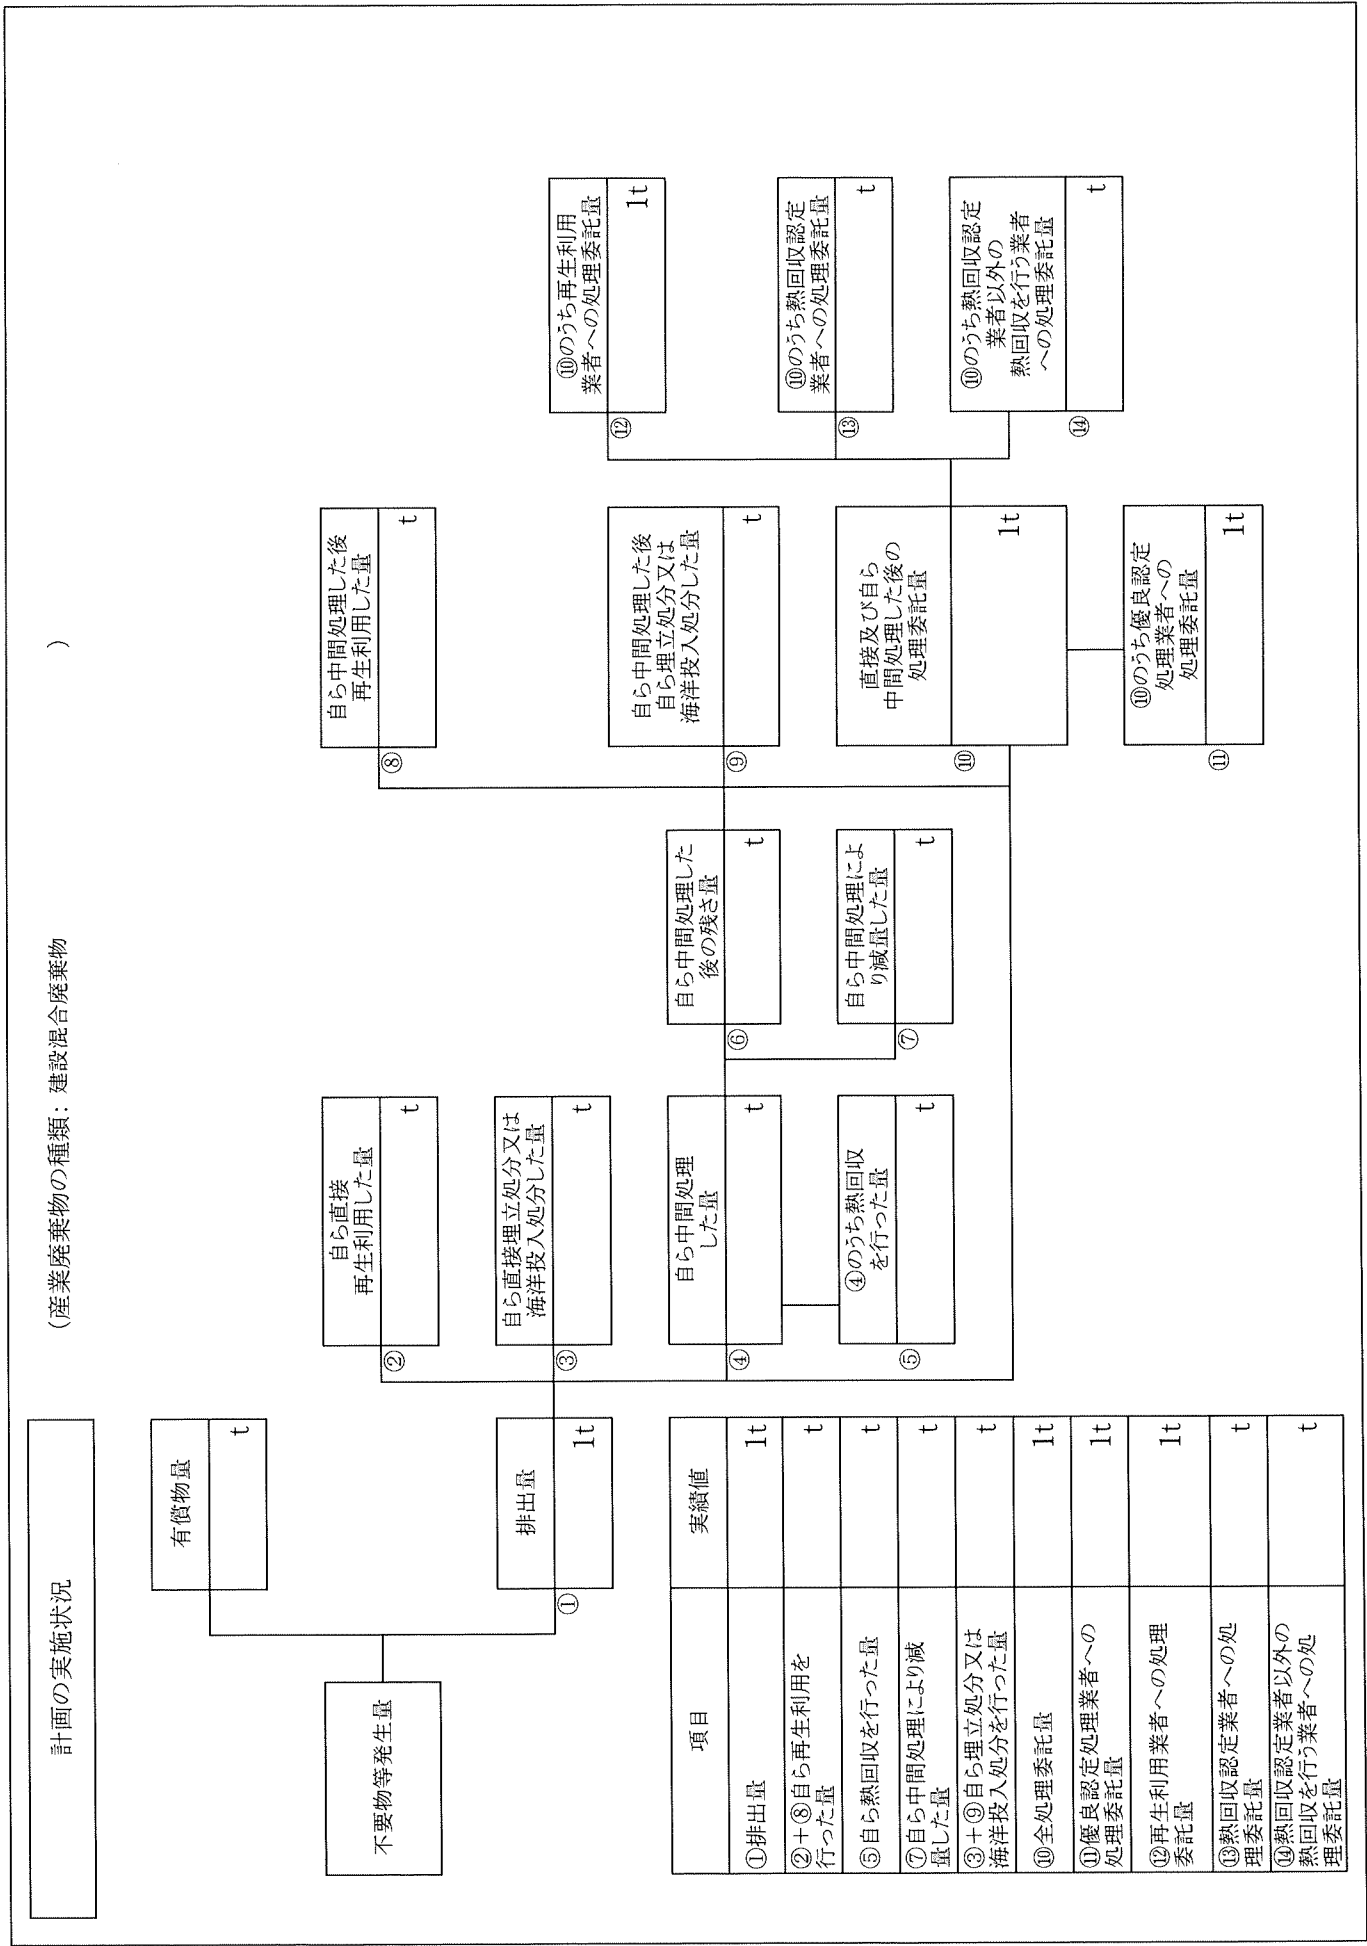 計画の実施状況
(産業廃棄物の種類：建設混合廃棄物 )
不要物等発生量
有償物量
t
①
排出量
1t
②
自ら直接
再生利用した量
t
③
自ら直接埋立処分又は
海洋投入処分した量
t
④
自ら中間処理
した量
t
⑤
④のうち熱回収
を行った量
t
⑥
自ら中間処理した
後の残さ量
t
⑦
自ら中間処理によ
り減量した量
t
⑧
自ら中間処理した後
再生利用した量
t
⑨
自ら中間処理した後
自ら埋立処分又は
海洋投入処分した量
t
⑩
直接及び自ら
中間処理した後の
処理委託量
1t
⑪
⑩のうち優良認定
処理業者への
処理委託量
1t
⑫
⑩のうち再生利用
業者への処理委託量
1t
⑬
⑩のうち熱回収認定
業者への処理委託量
t
⑭
⑩のうち熱回収認定
業者以外の
熱回収を行う業者
への処理委託量
t
項目 実績値
①排出量 1t
②+⑧自ら再生利用を
行った量 t
⑤自ら熱回収を行った量 t
⑦自ら中間処理により減
量した量 t
③+⑨自ら埋立処分又は
海洋投入処分を行った量 t
⑩全処理委託量 1t
⑪優良認定処理業者への
処理委託量 1t
⑫再生利用業者への処理
委託量 1t
⑬熱回収認定業者への処
理委託量 t
⑭熱回収認定業者以外の
熱回収を行う業者への処
理委託量 t